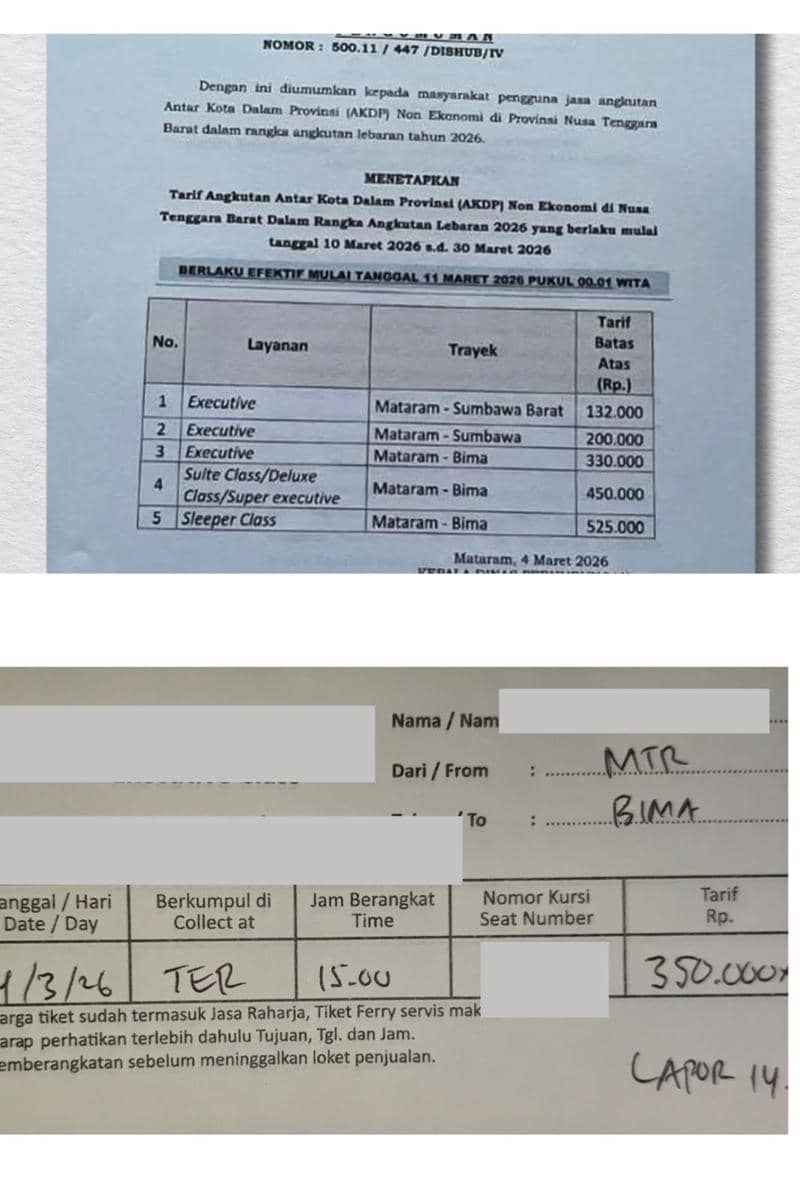 NOMOR : 500.11 / 447 /DISHUB/IV
Dengan ini diumumkan kepada masyarakat pengguna jasa angkutan
Antar Kota Dalam Provinsi (AKDP) Non Ekonomi di Provinsi Nusa Tenggara
Barat dalam rangka angkutan lebaran tahun 2026.
MENETAPKAN
Tarif Angkutan Antar Kota Dalam Provinsi (AKDP) Non Ekonomi di Nusa
Tenggara Barat Dalam Rangka Angkutan Lebaran 2026 yang berlaku mulai
tanggal 10 Maret 2026 s.d. 30 Maret 2026
BERLAKU EFEKTIF MULAI TANGGAL 11 MARET 2026 PUKUL 00.01 WITA
No. Layanan Trayek Tarif Batas Atas (Rp.)
1 Executive Mataram - Sumbawa Barat 132.000
2 Executive Mataram - Sumbawa 200.000
3 Executive Mataram - Bima 330.000
4 Suite Class/Deluxe Class/Super executive Mataram - Bima 450.000
5 Sleeper Class Mataram - Bima 525.000
Mataram, 4 Maret 2026
Nama / Nam
Dari / From : MTR
To : BIMA
anggal / Hari Berkumpul di Jam Berangkat Nomor Kursi Tarif
Date / Day Collect at Time Seat Number Rp.
/3/26 TER 15-00 350.000
arga tiket sudah termasuk Jasa Raharja, Tiket Ferry servis mak
arap perhatikan terlebih dahulu Tujuan, Tgl. dan Jam.
emberangkatan sebelum meninggalkan loket penjualan.
LAPOR 14.